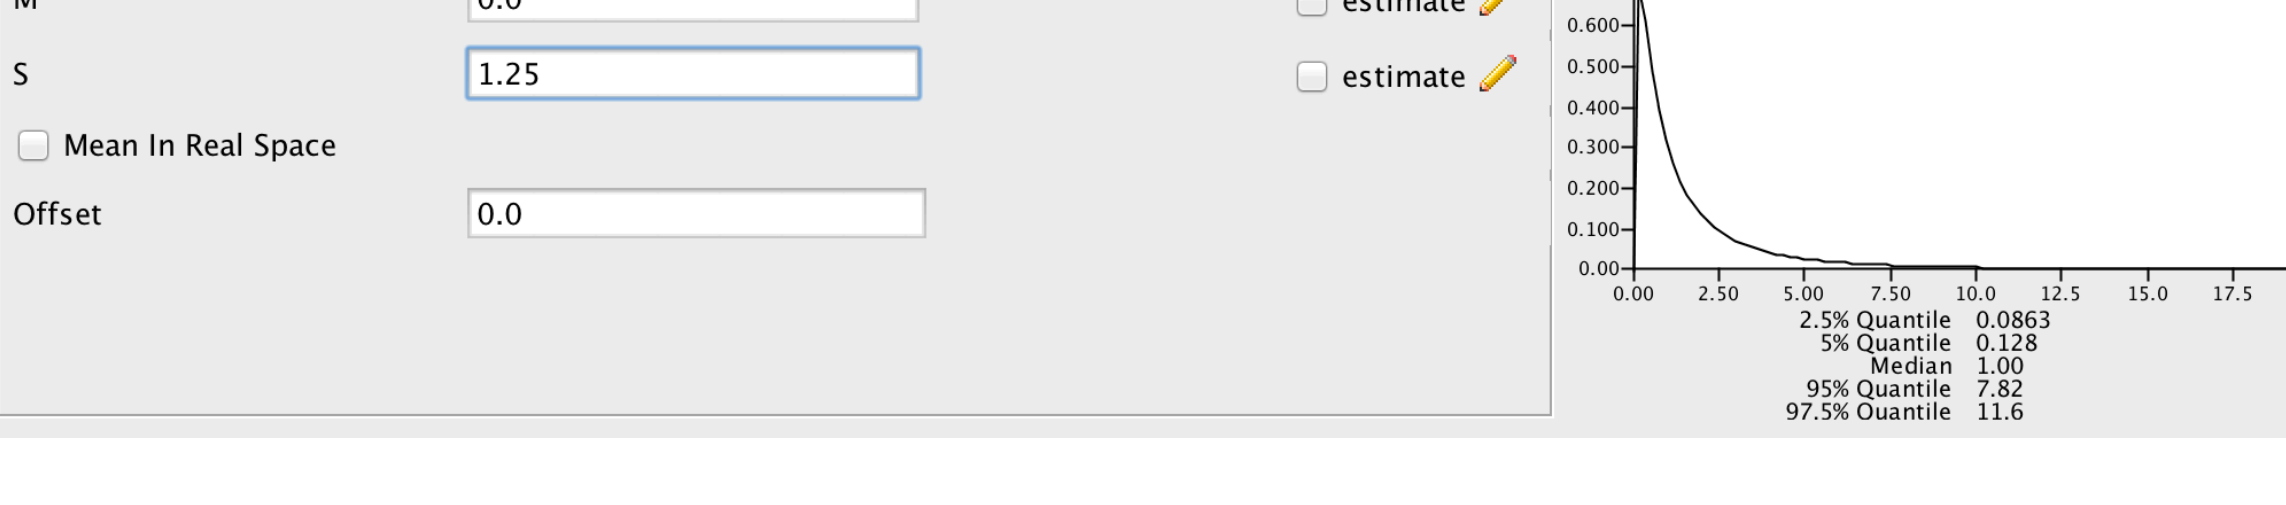 M 0.0 estimate
S 1.25 estimate
Mean In Real Space
Offset 0.0
0.600
0.500
0.400
0.300
0.200
0.100
0.00
0.00 2.50 5.00 7.50 10.0 12.5 15.0 17.5
2.5% Quantile 0.0863
5% Quantile 0.128
Median 1.00
95% Quantile 7.82
97.5% Quantile 11.6